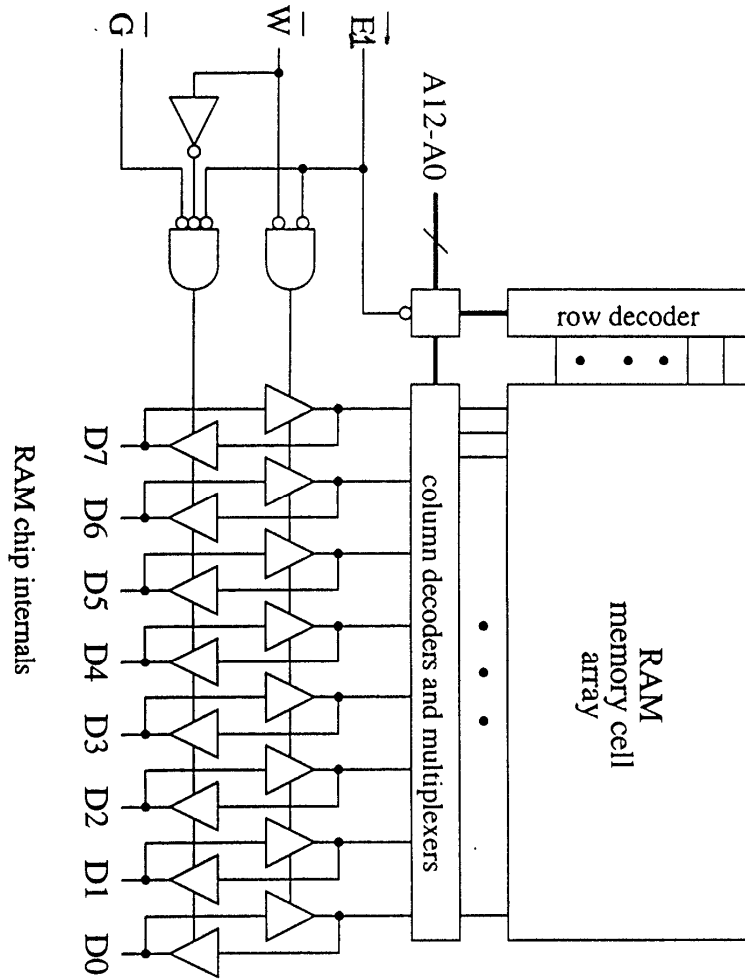 G̅
W̅
E1̅
A12-A0
row decoder
RAM
memory cell
array
column decoders and multiplexers
D7
D6
D5
D4
D3
D2
D1
D0
RAM chip internals